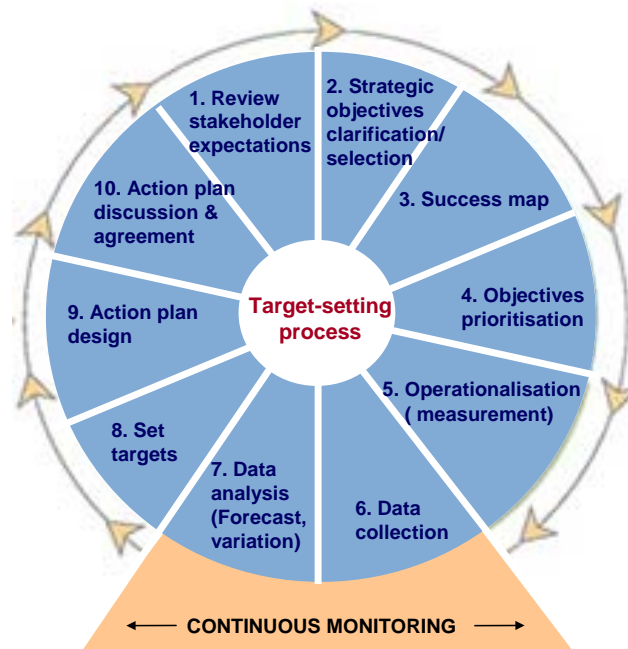 1. Review
stakeholder
expectations
2. Strategic
objectives
clarification/
selection
3. Success map
4. Objectives
prioritisation
5. Operationalisation
( measurement)
6. Data
collection
7. Data
analysis
(Forecast,
variation)
8. Set
targets
9. Action plan
design
10. Action plan
discussion &
agreement
Target-setting
process
CONTINUOUS MONITORING